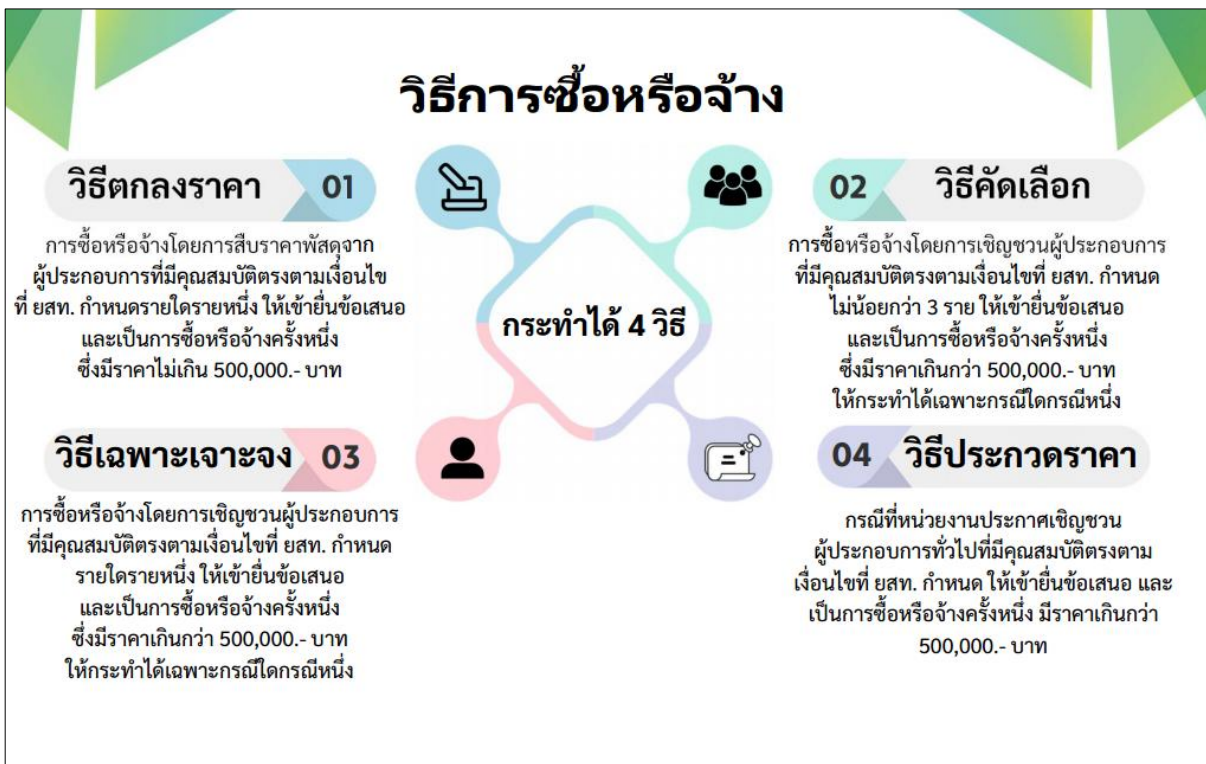 วิธีการซื้อหรือจ้าง
วิธีตกลงราคา 01
การซื้อหรือจ้างโดยการสืบราคาพัสดุจาก
ผู้ประกอบการที่มีคุณสมบัติตรงตามเงื่อนไข
ที่ ยสท. กำหนดรายใดรายหนึ่ง ให้เข้ายื่นข้อเสนอ
และเป็นการซื้อหรือจ้างครั้งหนึ่ง
ซึ่งมีราคาไม่เกิน 500,000.- บาท
02 วิธีคัดเลือก
การซื้อหรือจ้างโดยการเชิญชวนผู้ประกอบการ
ที่มีคุณสมบัติตรงตามเงื่อนไขที่ ยสท. กำหนด
ไม่น้อยกว่า 3 ราย ให้เข้ายื่นข้อเสนอ
และเป็นการซื้อหรือจ้างครั้งหนึ่ง
ซึ่งมีราคาเกินกว่า 500,000.- บาท
ให้กระทำได้เฉพาะกรณีใดกรณีหนึ่ง
กระทำได้ 4 วิธี
วิธีเฉพาะเจาะจง 03
การซื้อหรือจ้างโดยการเชิญชวนผู้ประกอบการ
ที่มีคุณสมบัติตรงตามเงื่อนไขที่ ยสท. กำหนด
รายใดรายหนึ่ง ให้เข้ายื่นข้อเสนอ
และเป็นการซื้อหรือจ้างครั้งหนึ่ง
ซึ่งมีราคาเกินกว่า 500,000.- บาท
ให้กระทำได้เฉพาะกรณีใดกรณีหนึ่ง
04 วิธีประกวดราคา
กรณีที่หน่วยงานประกาศเชิญชวน
ผู้ประกอบการทั่วไปที่มีคุณสมบัติตรงตาม
เงื่อนไขที่ ยสท. กำหนด ให้เข้ายื่นข้อเสนอ และ
เป็นการซื้อหรือจ้างครั้งหนึ่ง มีราคาเกินกว่า
500,000.- บาท